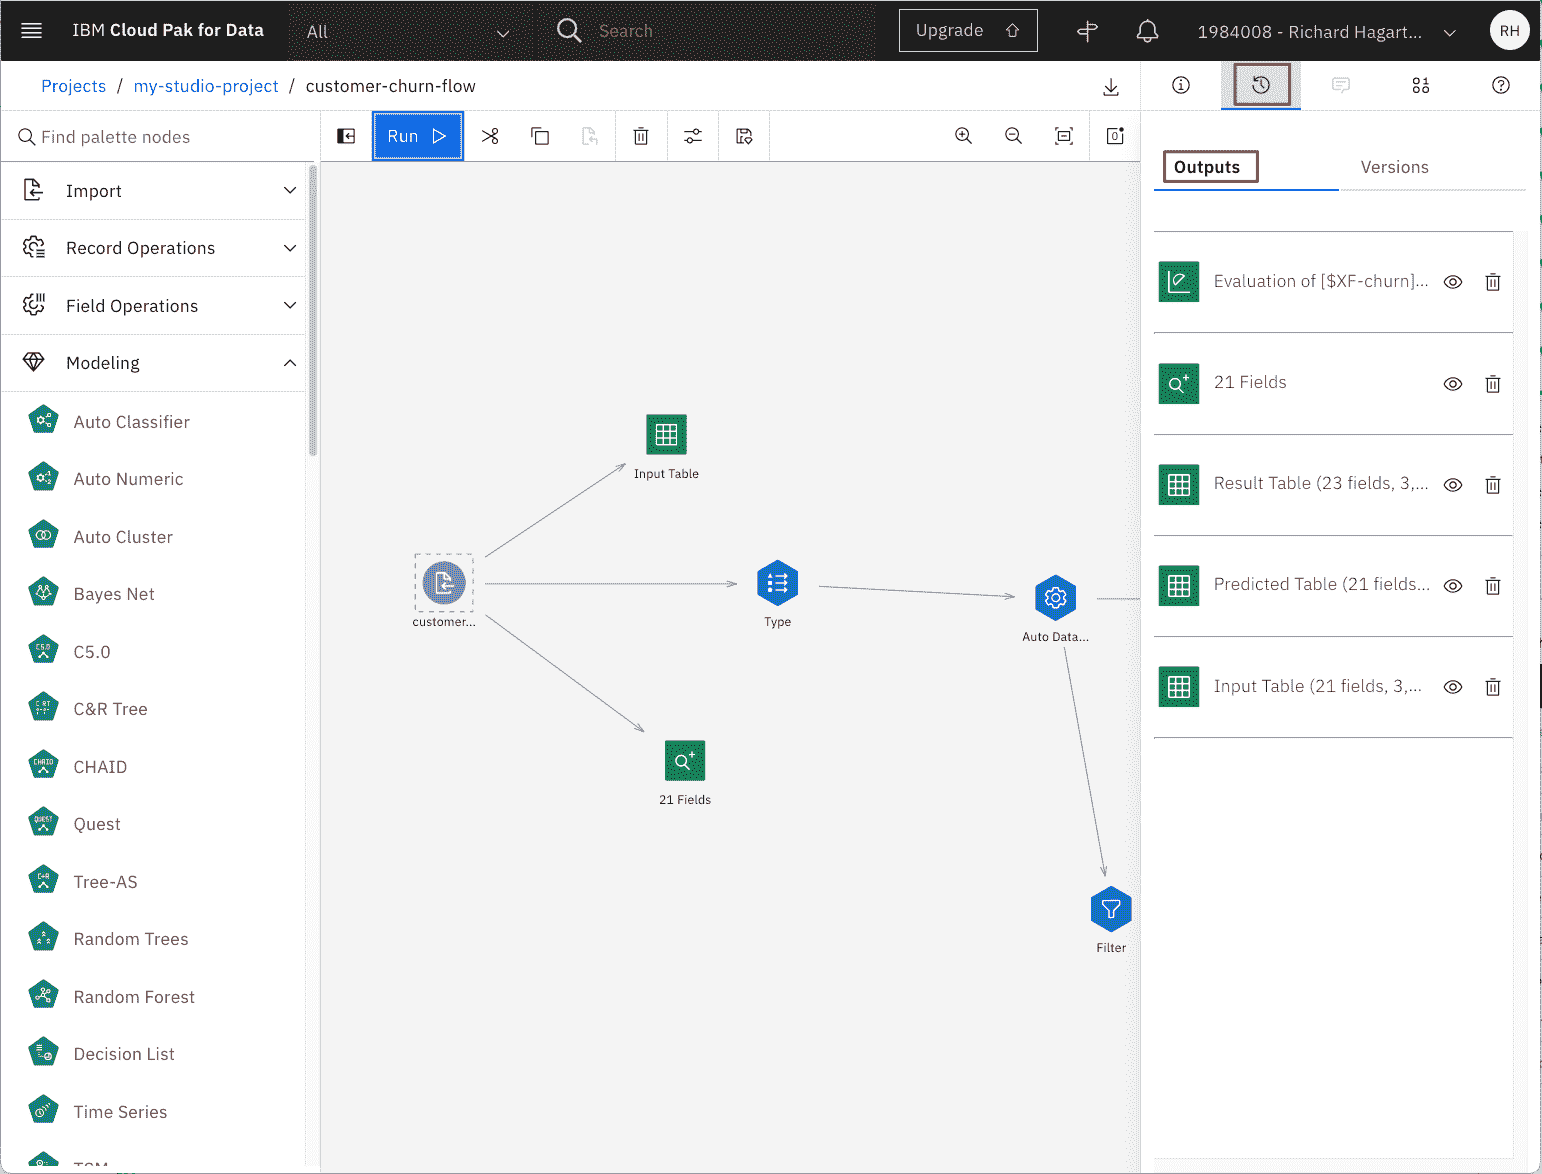 IBM Cloud Pak for Data
All
Search
Upgrade
1984008 - Richard Hagart...
RH
Projects / my-studio-project / customer-churn-flow
Find palette nodes
Run
Import
Record Operations
Field Operations
Modeling
Auto Classifier
Auto Numeric
Auto Cluster
Bayes Net
C5.0
C&R Tree
CHAID
Quest
Tree-AS
Random Trees
Random Forest
Decision List
Time Series
Input Table
customer...
Type
Auto Data...
21 Fields
Filter
Outputs
Versions
Evaluation of [$XF-churn]...
21 Fields
Result Table (23 fields, 3,...
Predicted Table (21 fields...
Input Table (21 fields, 3,...